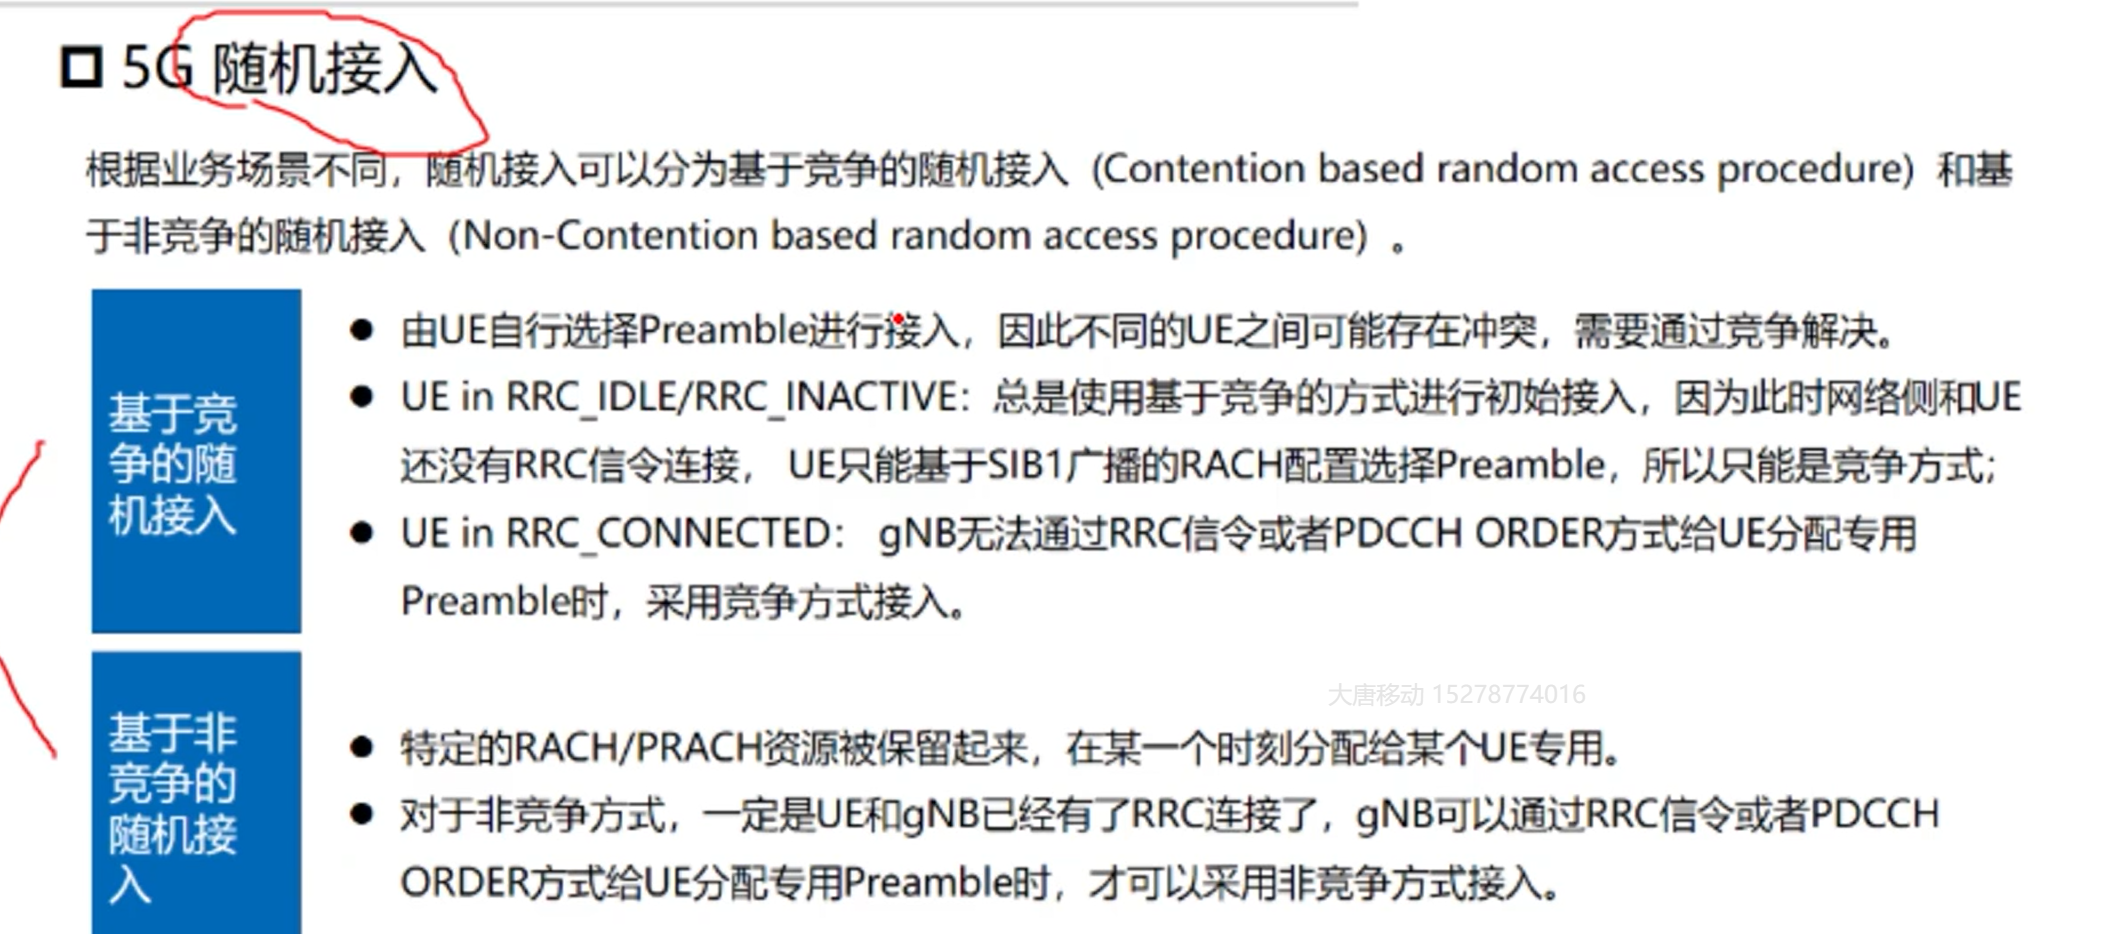 5G 随机接入
根据业务场景不同，随机接入可以分为基于竞争的随机接入（Contention based random access procedure）和基
于非竞争的随机接入（Non-Contention based random access procedure）。
基于竞
争的随
机接入
● 由UE自行选择Preamble进行接入，因此不同的UE之间可能存在冲突，需要通过竞争解决。
● UE in RRC_IDLE/RRC_INACTIVE：总是使用基于竞争的方式进行初始接入，因为此时网络侧和UE
还没有RRC信令连接， UE只能基于SIB1广播的RACH配置选择Preamble，所以只能是竞争方式；
● UE in RRC_CONNECTED： gNB无法通过RRC信令或者PDCCH ORDER方式给UE分配专用
Preamble时，采用竞争方式接入。
大唐移动 15278774016
基于非
竞争的
随机接
入
● 特定的RACH/PRACH资源被保留起来，在某一个时刻分配给某个UE专用。
● 对于非竞争方式，一定是UE和gNB已经有了RRC连接了，gNB可以通过RRC信令或者PDCCH
ORDER方式给UE分配专用Preamble时，才可以采用非竞争方式接入。